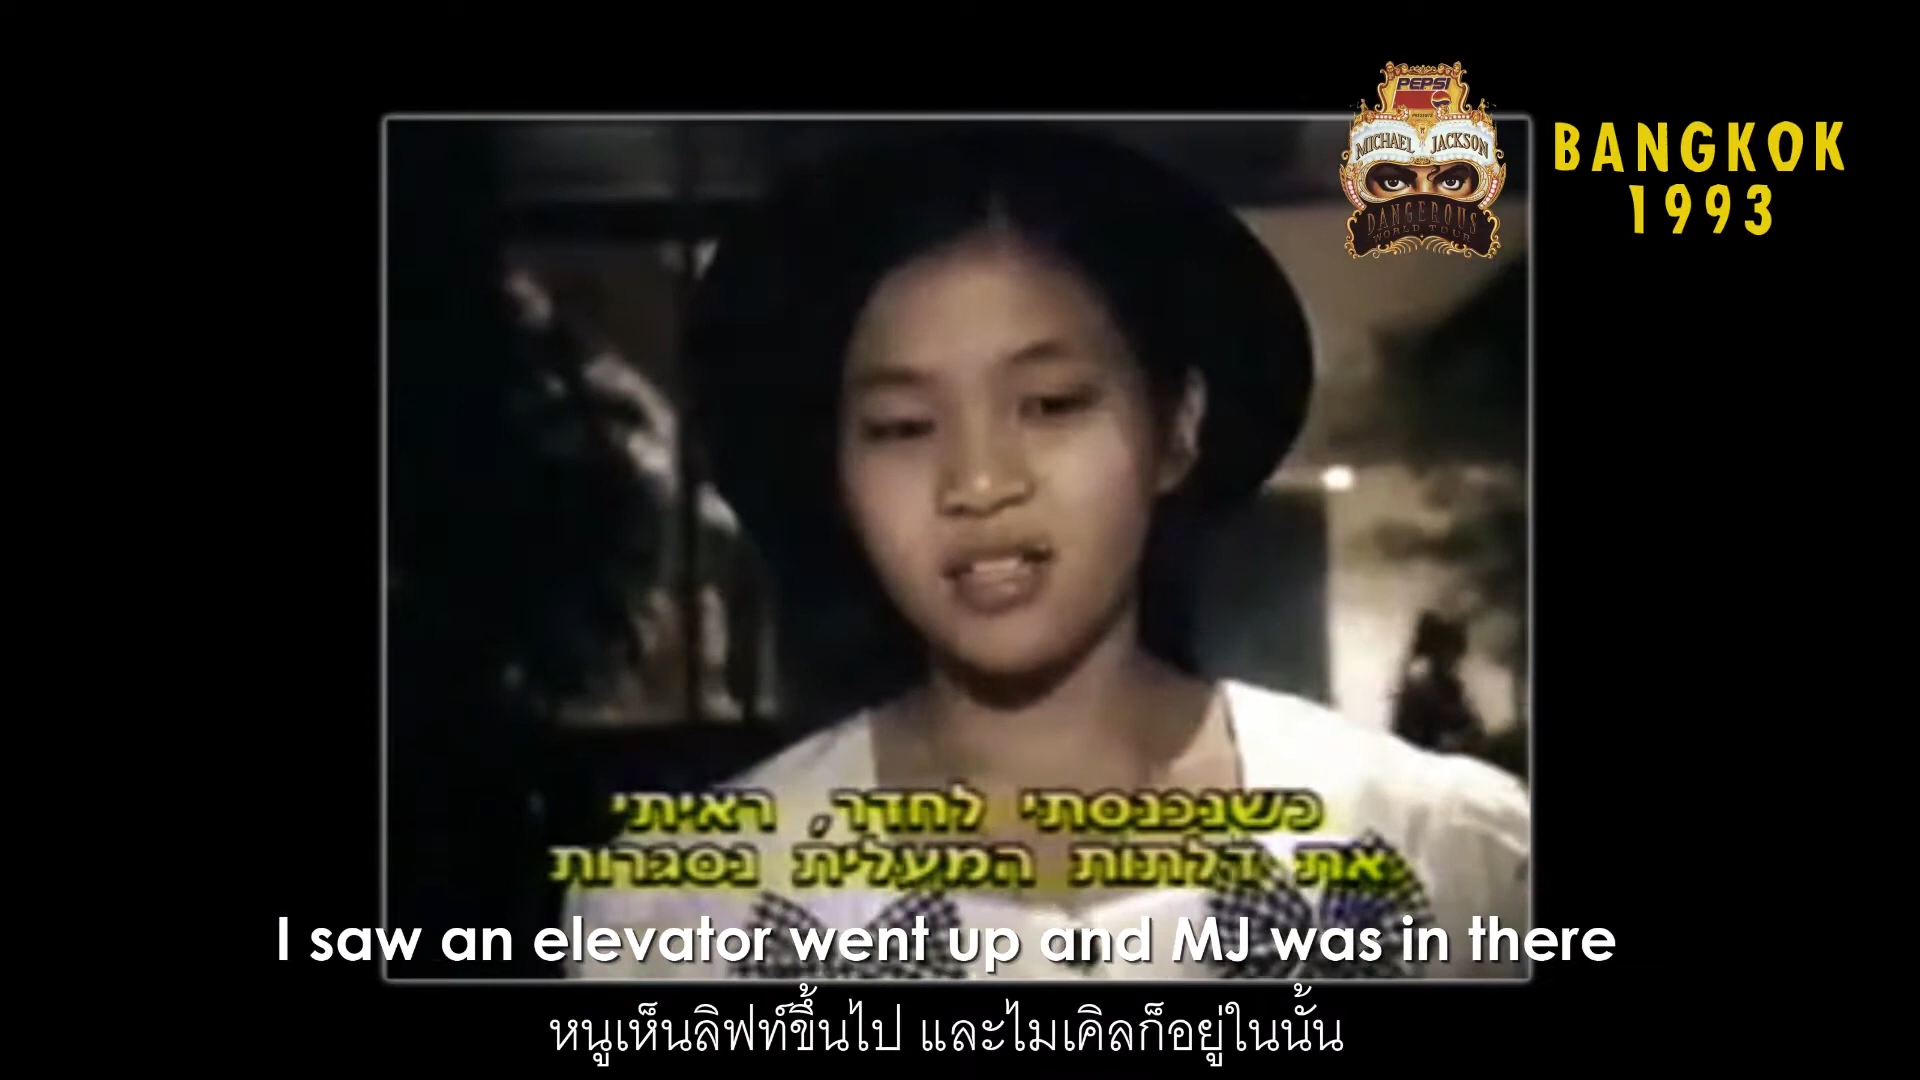 PEPSI
PRESENTS
MICHAEL JACKSON
DANGEROUS
WORLD TOUR
BANGKOK
1993
כשנכנסתי לחדר, ראיתי
את דלתות המעלית נסגרות
I saw an elevator went up and MJ was in there
หนูเห็นลิฟท์ขึ้นไป และไมเคิลก็อยู่ในนั้น